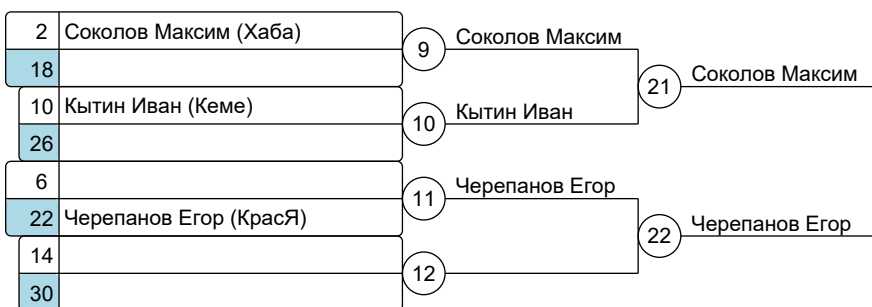 2 Соколов Максим (Хаба)
9 Соколов Максим
18
21 Соколов Максим
10 Кытин Иван (Кеме)
10 Кытин Иван
26
6
11 Черепанов Егор
22 Черепанов Егор (КрасЯ)
22 Черепанов Егор
14
12
30